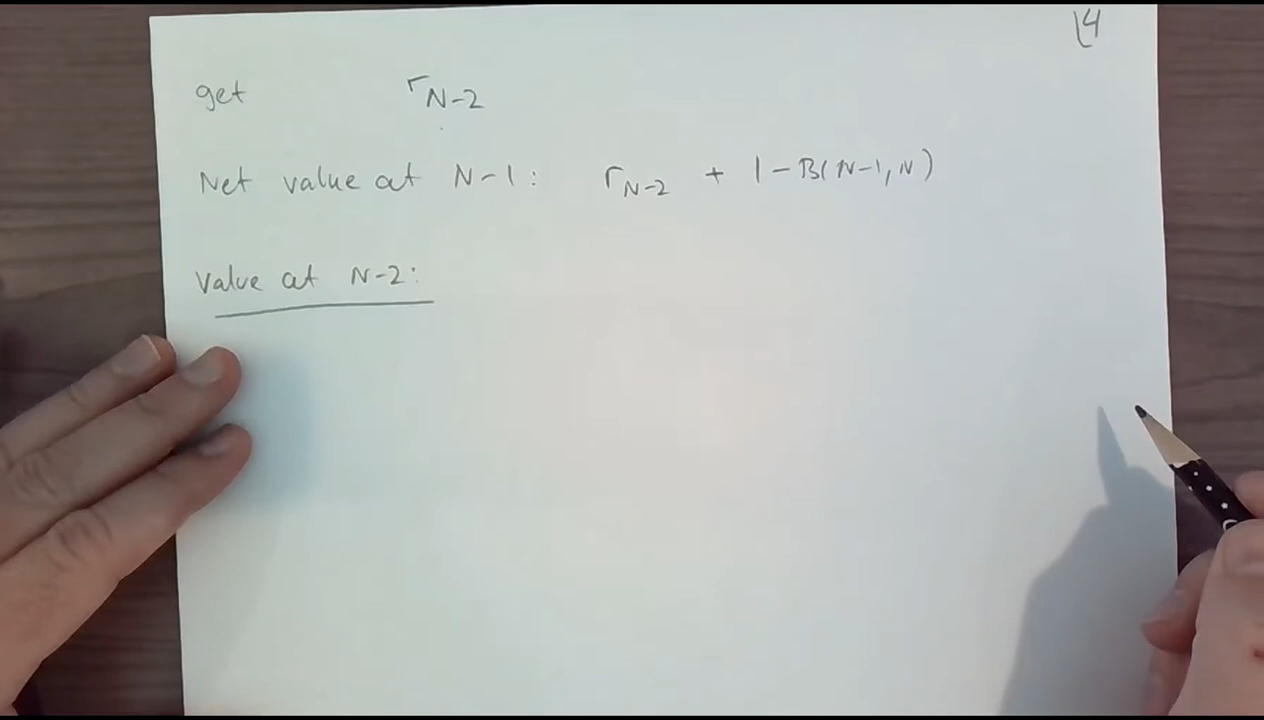 14
get r_{N-2}
Net value at N-1: r_{N-2} + 1 - B(N-1, N)
Value at N-2: